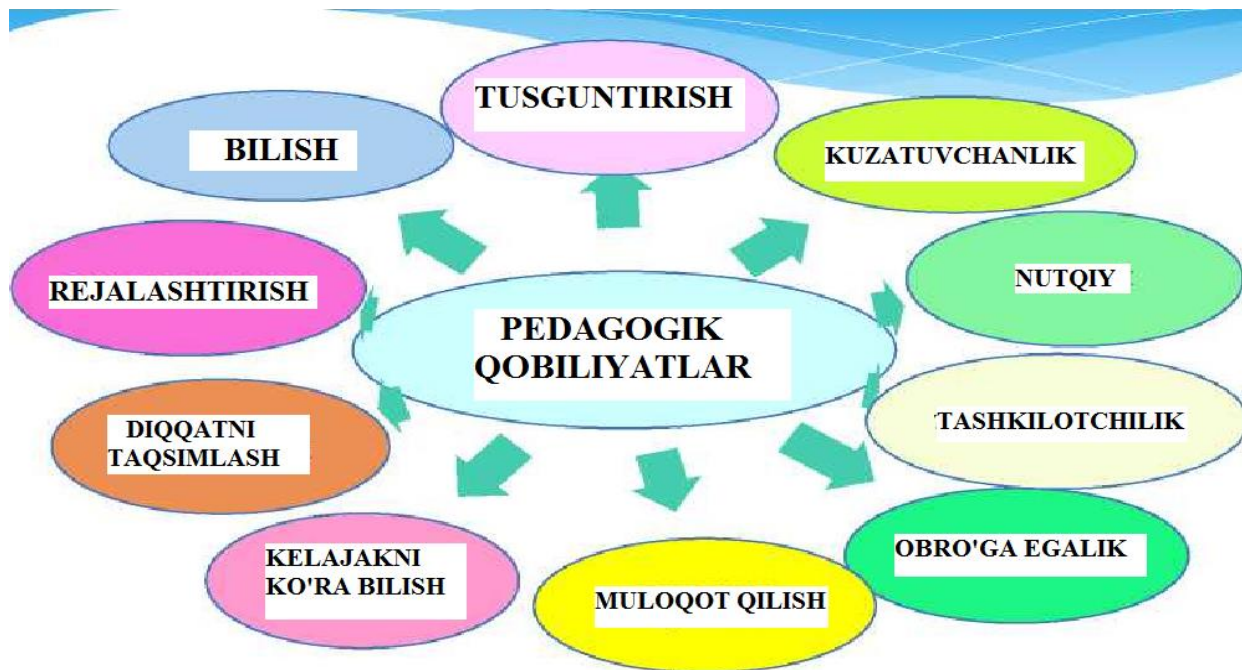 TUSGUNTIRISH
BILISH
KUZATUVCHANLIK
REJALASHTIRISH
NUTQIY
PEDAGOGIK
QOBILIYATLAR
DIQQATNI
TAQSIMLASH
TASHKILOTCHILIK
KELAJAKNI
KO'RA BILISH
MULOQOT QILISH
OBRO'GA EGALIK